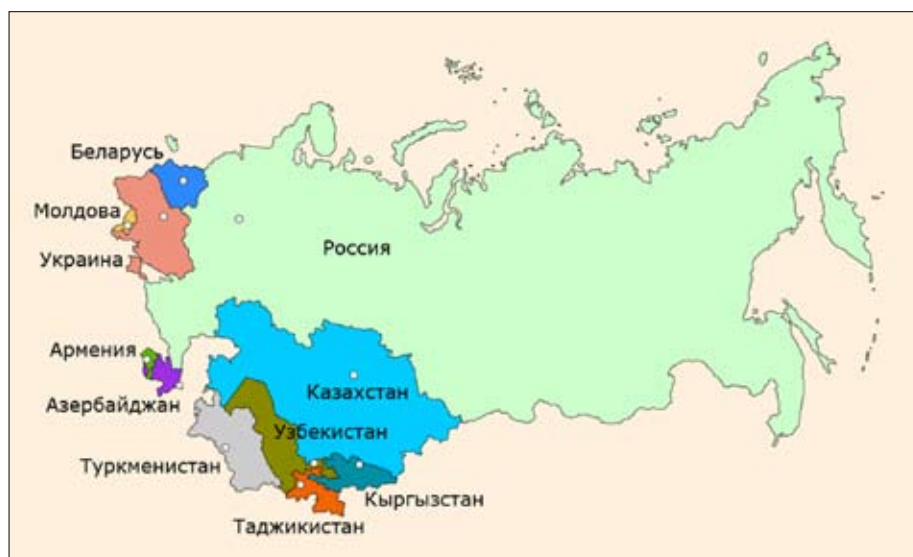 Беларусь
Молдова
Украина
Россия
Армения
Азербайджан
Казахстан
Узбекистан
Туркменистан
Кыргызстан
Таджикистан